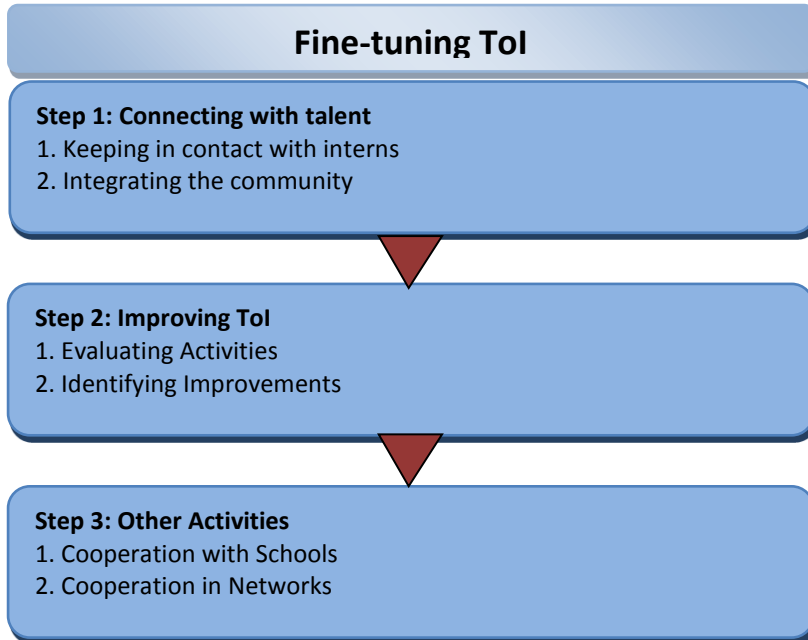 Fine-tuning ToI
Step 1: Connecting with talent
1. Keeping in contact with interns
2. Integrating the community
Step 2: Improving ToI
1. Evaluating Activities
2. Identifying Improvements
Step 3: Other Activities
1. Cooperation with Schools
2. Cooperation in Networks